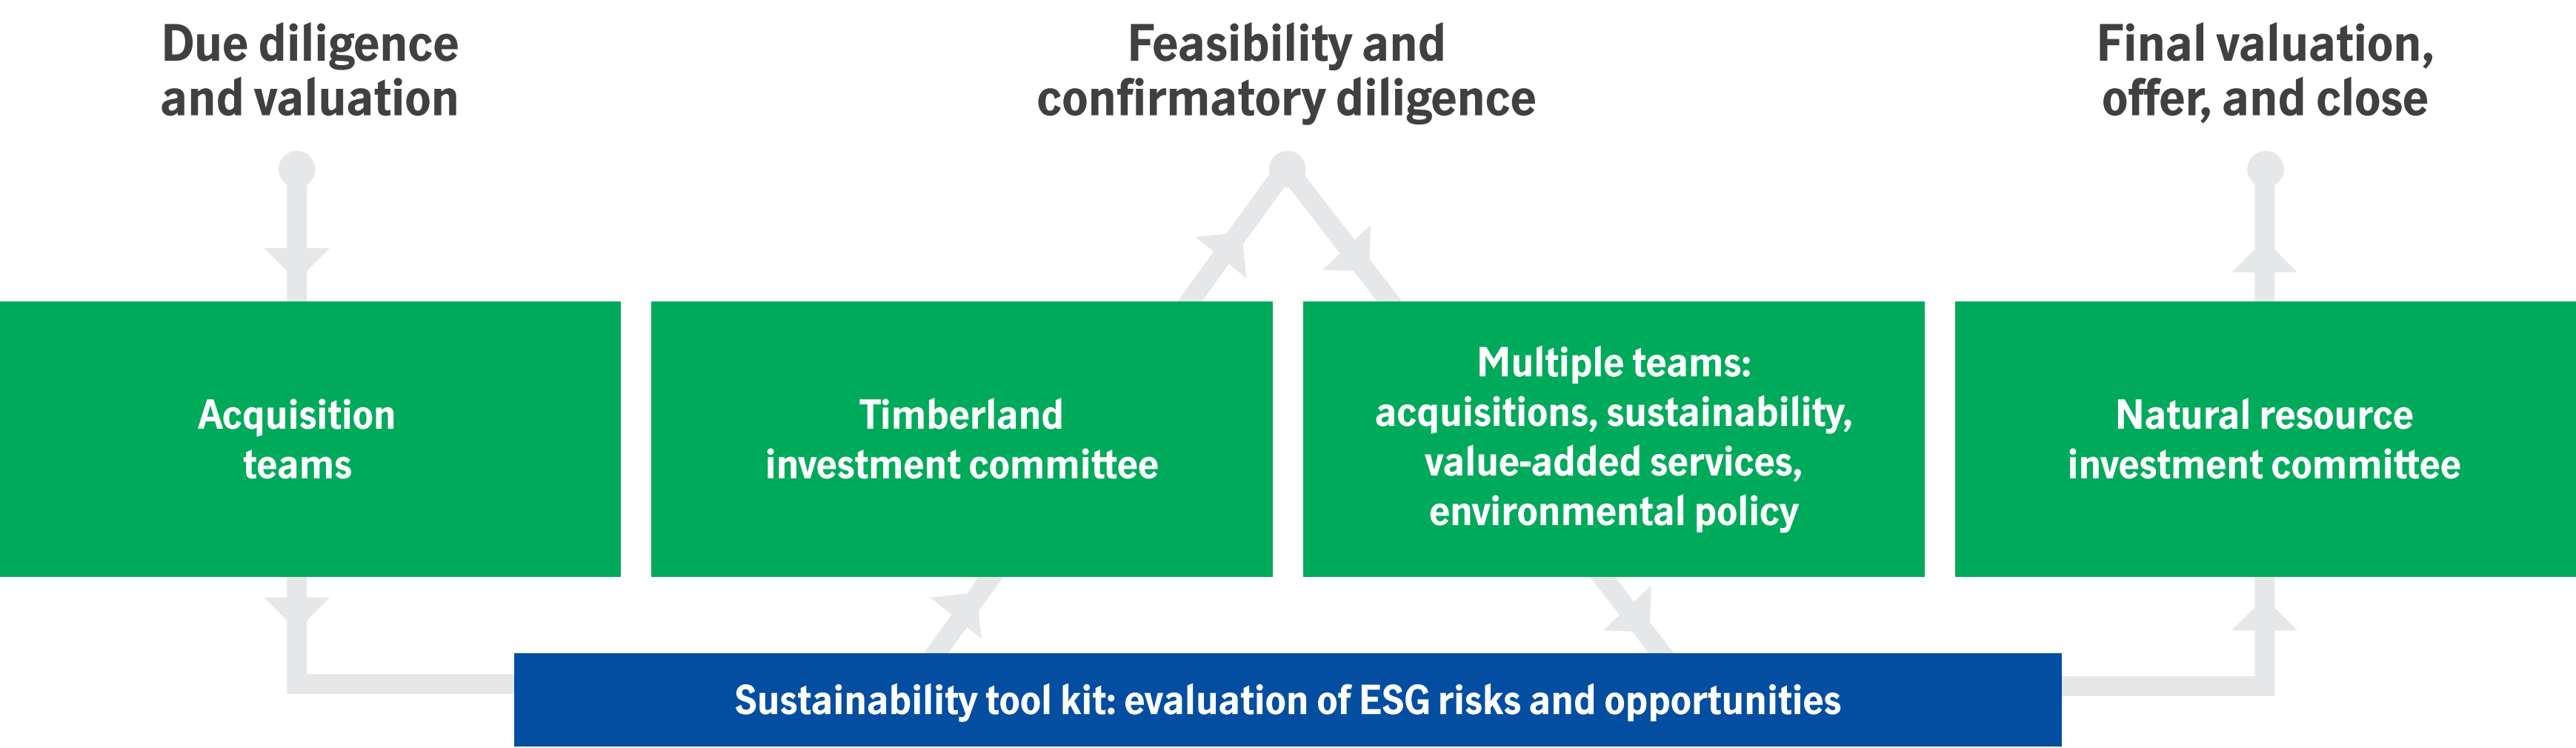 Due diligence
and valuation
Feasibility and
confirmatory diligence
Final valuation,
offer, and close
Acquisition
teams
Timberland
investment committee
Multiple teams:
acquisitions, sustainability,
value-added services,
environmental policy
Natural resource
investment committee
Sustainability tool kit: evaluation of ESG risks and opportunities